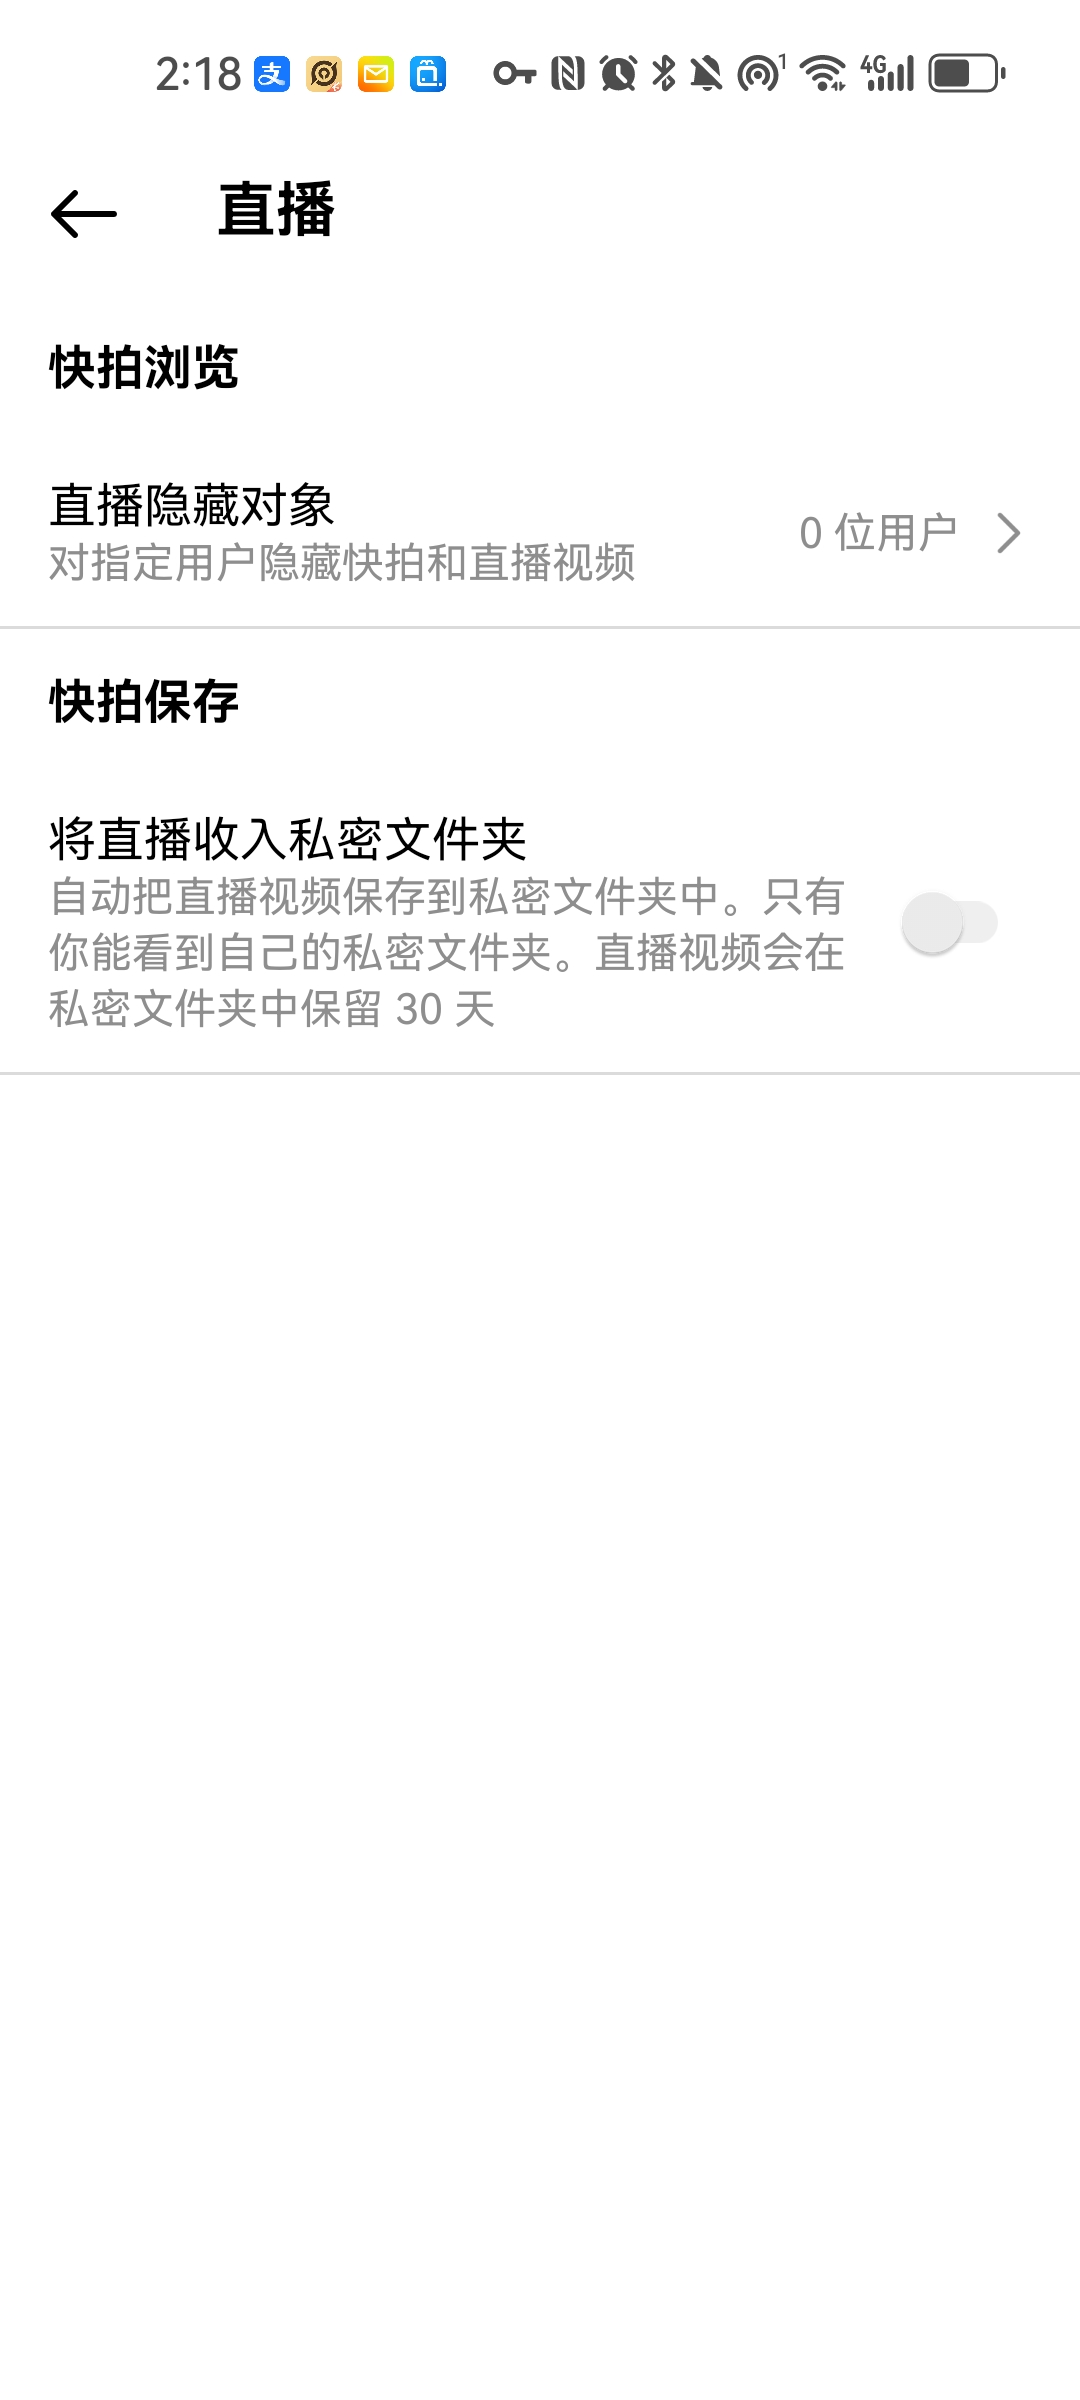 2:18
支
1
4G
直播
快拍浏览
直播隐藏对象
对指定用户隐藏快拍和直播视频
0 位用户
快拍保存
将直播收入私密文件夹
自动把直播视频保存到私密文件夹中。只有
你能看到自己的私密文件夹。直播视频会在
私密文件夹中保留 30 天